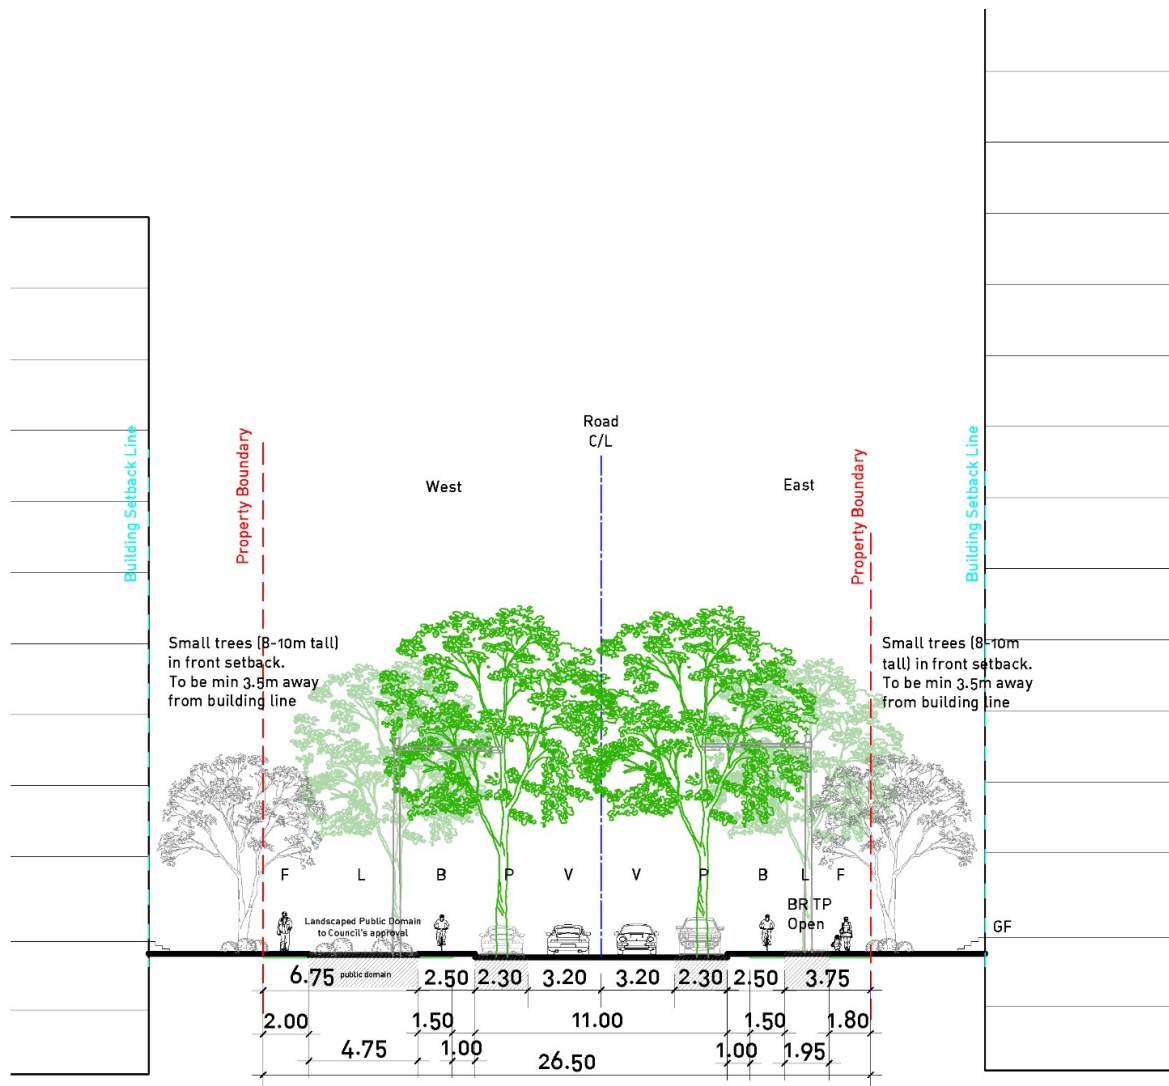 Road
C/L
Building Setback Line
Property Boundary
West
East
Property Boundary
Building Setback Line
Small trees (8-10m tall)
in front setback.
To be min 3.5m away
from building line
Small trees (8-10m
tall) in front setback.
To be min 3.5m away
from building line
F L B P V V P B L F
Landscaped Public Domain
to Council's approval
BR TP
Open
GF
6.75 public domain 2.50 2.30 3.20 3.20 2.30 2.50 3.75
2.00 1.50 11.00 1.50 1.80
4.75 1.00 26.50 1.00 1.95